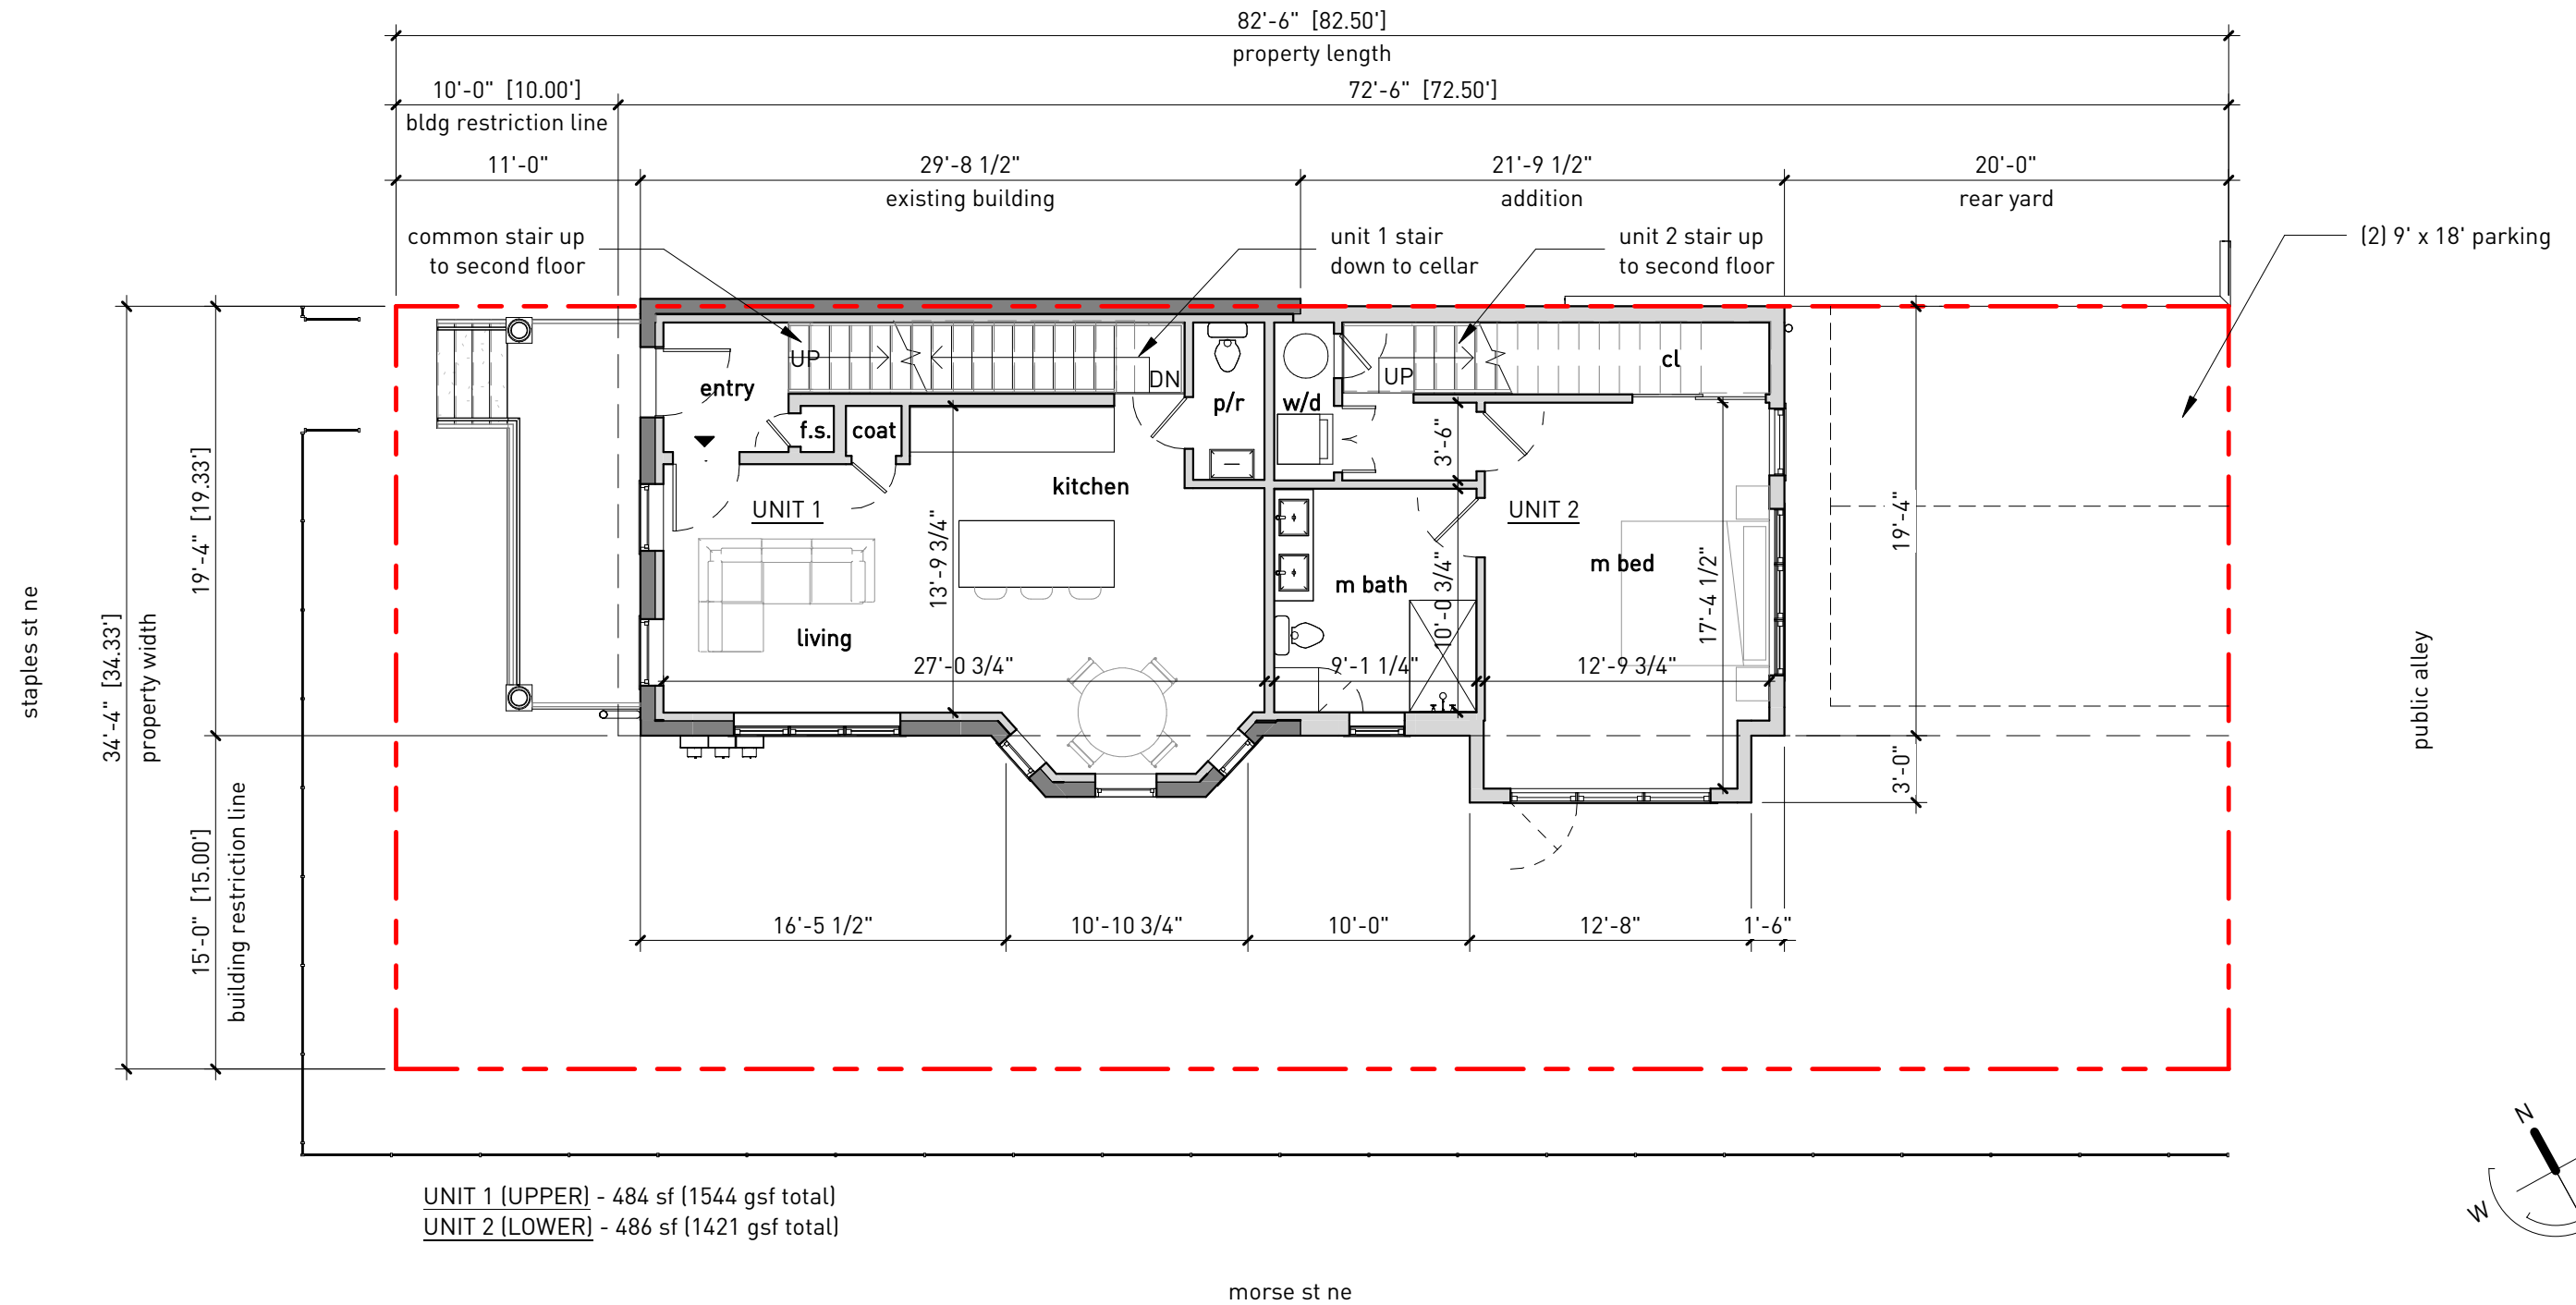 82'-6" [82.50']
property length
10'-0" [10.00']
72'-6" [72.50']
bldg restriction line
11'-0"
29'-8 1/2"
21'-9 1/2"
20'-0"
existing building
addition
rear yard
common stair up
to second floor
unit 1 stair
down to cellar
unit 2 stair up
to second floor
(2) 9' x 18' parking
UP
DN
UP
cl
entry
p/r
w/d
f.s.
coat
3'-6"
kitchen
UNIT 1
UNIT 2
19'-4" [19.33']
19'-4"
13'-9 3/4"
m bed
m bath
10'-0 3/4"
17'-4 1/2"
living
27'-0 3/4"
9'-1 1/4"
12'-9 3/4"
staples st ne
34'-4" [34.33']
property width
public alley
3'-0"
15'-0" [15.00']
building restriction line
16'-5 1/2"
10'-10 3/4"
10'-0"
12'-8"
1'-6"
N
W
UNIT 1 (UPPER) - 484 sf (1544 gsf total)
UNIT 2 (LOWER) - 486 sf (1421 gsf total)
morse st ne